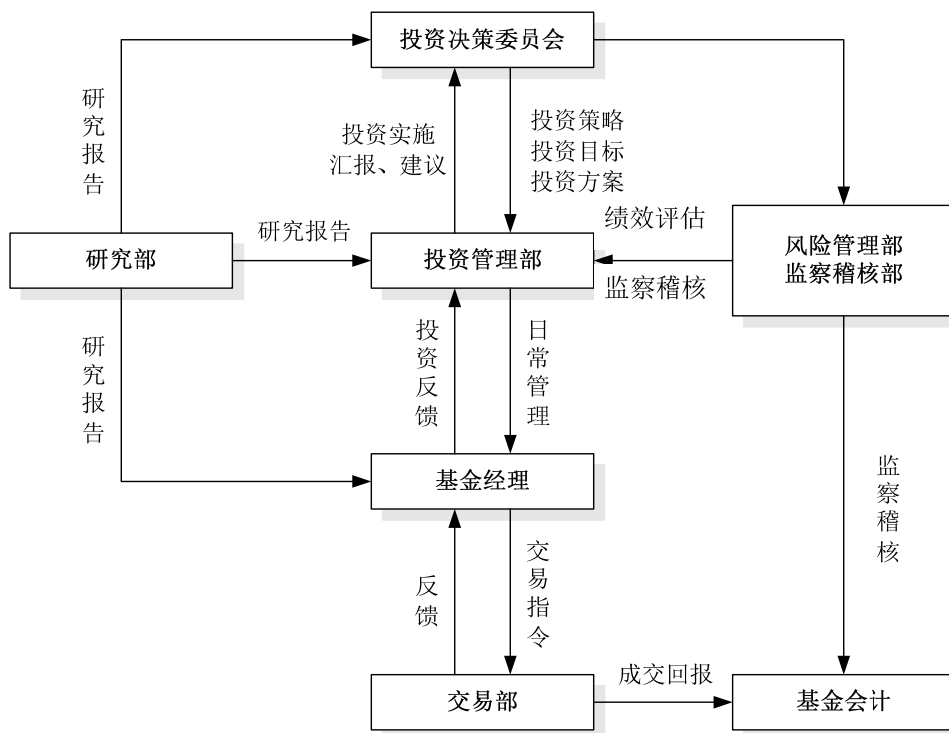 投资决策委员会
研究报告
投资实施
汇报、建议
投资策略
投资目标
投资方案
研究部
研究报告
投资管理部
绩效评估
监察稽核
风险管理部
监察稽核部
研究报告
投资反馈
日常管理
基金经理
监察稽核
反馈
交易指令
交易部
成交回报
基金会计